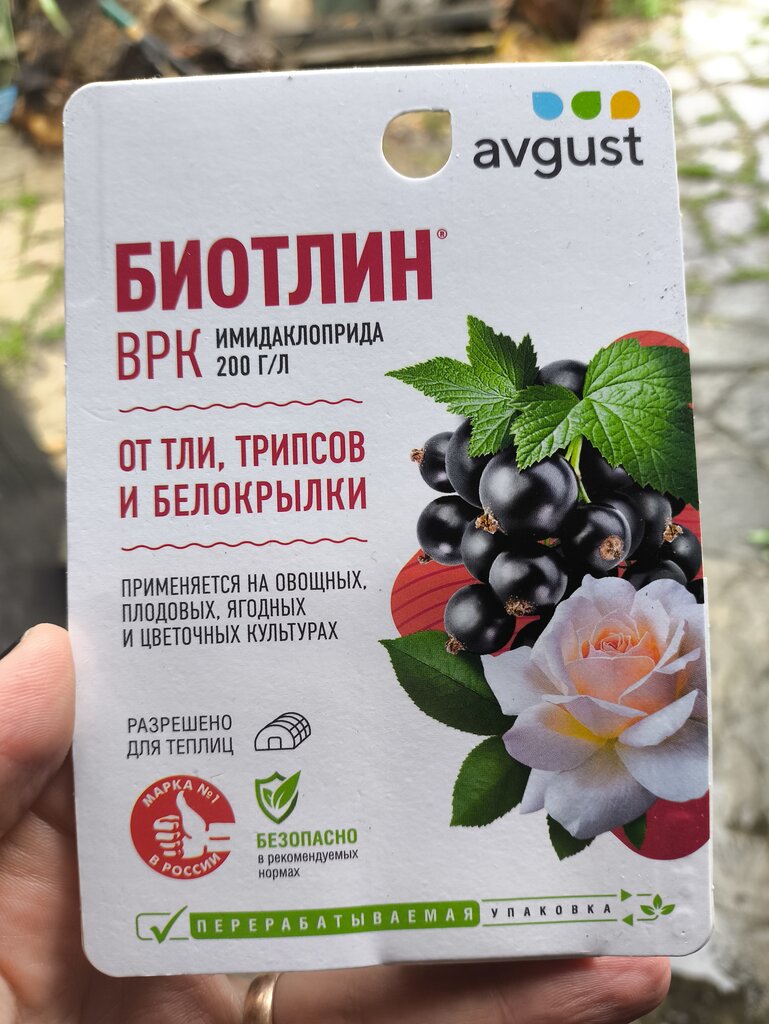 avgust
БИОТЛИН®
ВРК ИМИДАКЛОПРИДА
200 Г/Л
ОТ ТЛИ, ТРИПСОВ
И БЕЛОКРЫЛКИ
ПРИМЕНЯЕТСЯ НА ОВОЩНЫХ,
ПЛОДОВЫХ, ЯГОДНЫХ
И ЦВЕТОЧНЫХ КУЛЬТУРАХ
РАЗРЕШЕНО
ДЛЯ ТЕПЛИЦ
МАРКА №1
В РОССИИ
БЕЗОПАСНО
в рекомендуемых
нормах
ПЕРЕРАБАТЫВАЕМАЯ УПАКОВКА